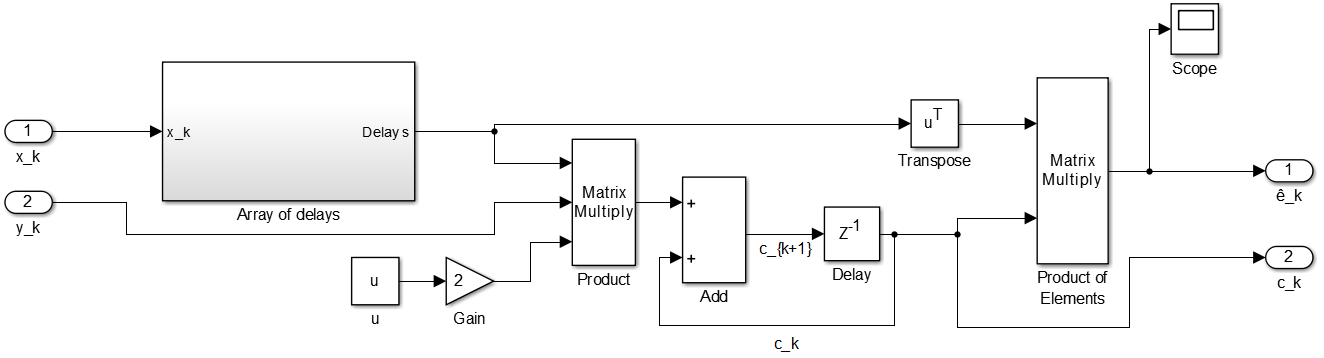 Scope
1
x_k
x_k
Delays
Array of delays
2
y_k
u
u
2
Gain
Matrix
Multiply
Product
+
+
Add
c_{k+1}
Z-1
Delay
c_k
uT
Transpose
Matrix
Multiply
Product of
Elements
1
ê_k
2
c_k